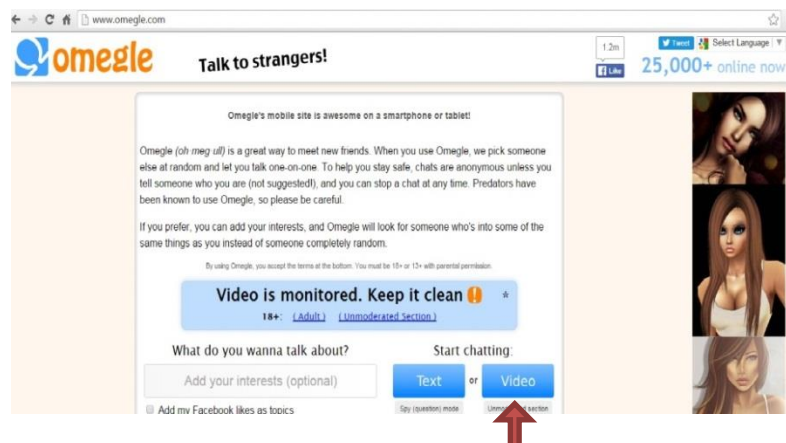 www.omegle.com
omegle
Talk to strangers!
1.2m
Like
Tweet
Select Language
25,000+ online now
Omegle's mobile site is awesome on a smartphone or tablet!
Omegle (oh meg ull) is a great way to meet new friends. When you use Omegle, we pick someone
else at random and let you talk one-on-one. To help you stay safe, chats are anonymous unless you
tell someone who you are (not suggested!), and you can stop a chat at any time. Predators have
been known to use Omegle, so please be careful.
If you prefer, you can add your interests, and Omegle will look for someone who's into some of the
same things as you instead of someone completely random.
By using Omegle, you accept the terms at the bottom. You must be 18+ or 13+ with parental permission.
Video is monitored. Keep it clean ! *
18+: (Adult) (Unmoderated Section)
What do you wanna talk about?
Start chatting:
Add your interests (optional)
Text or Video
Add my Facebook likes as topics
Spy (question) mode
section